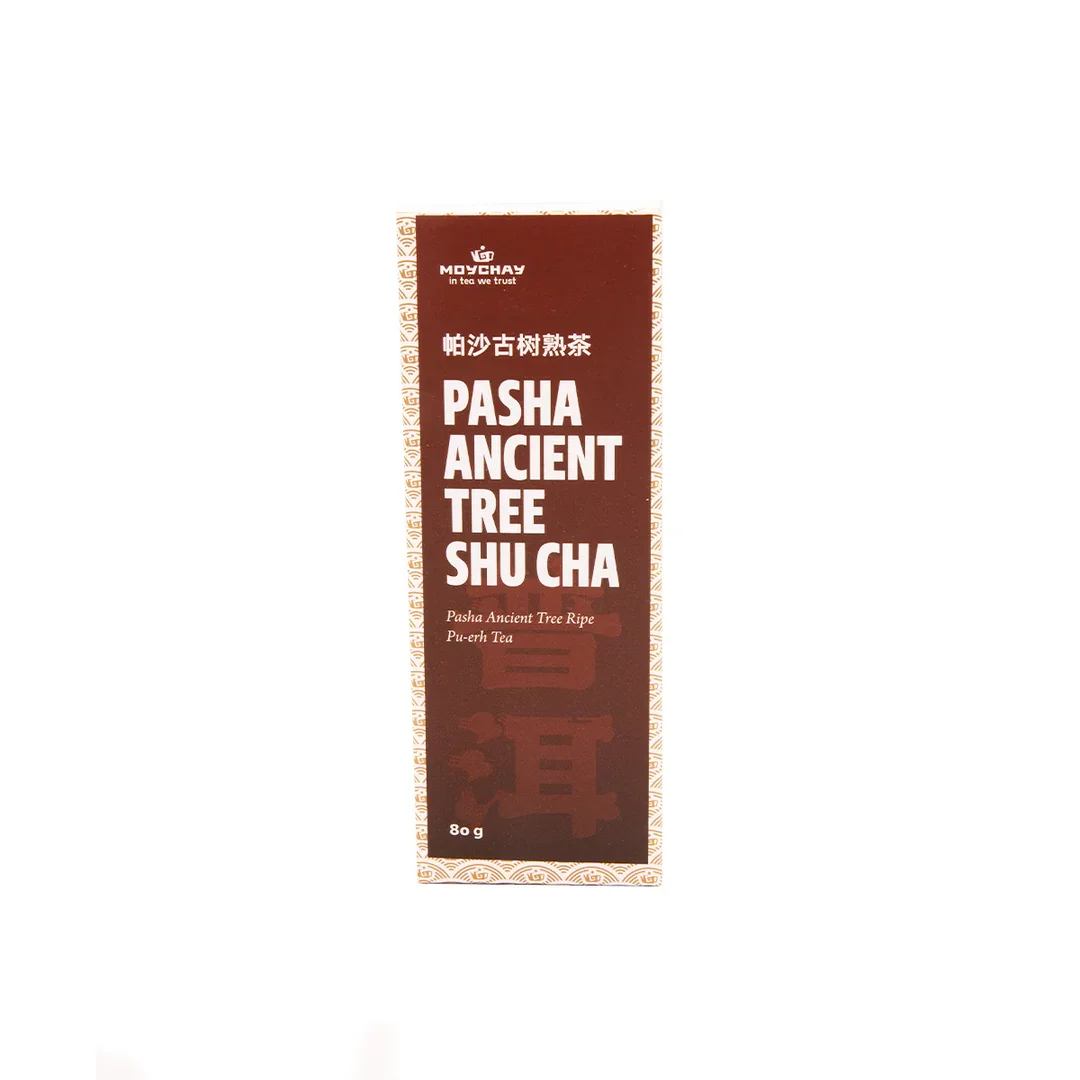 MOYCHAY
in tea we trust
帕沙古树熟茶
PASHA
ANCIENT
TREE
SHU CHA
Pasha Ancient Tree Ripe
Pu-erh Tea
普
洱
80 g